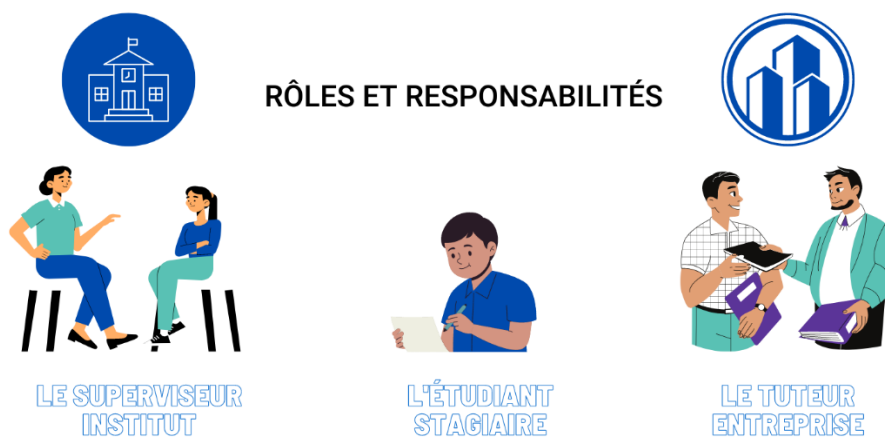 RÔLES ET RESPONSABILITÉS
LE SUPERVISEUR
INSTITUT
L'ÉTUDIANT
STAGIAIRE
LE TUTEUR
ENTREPRISE